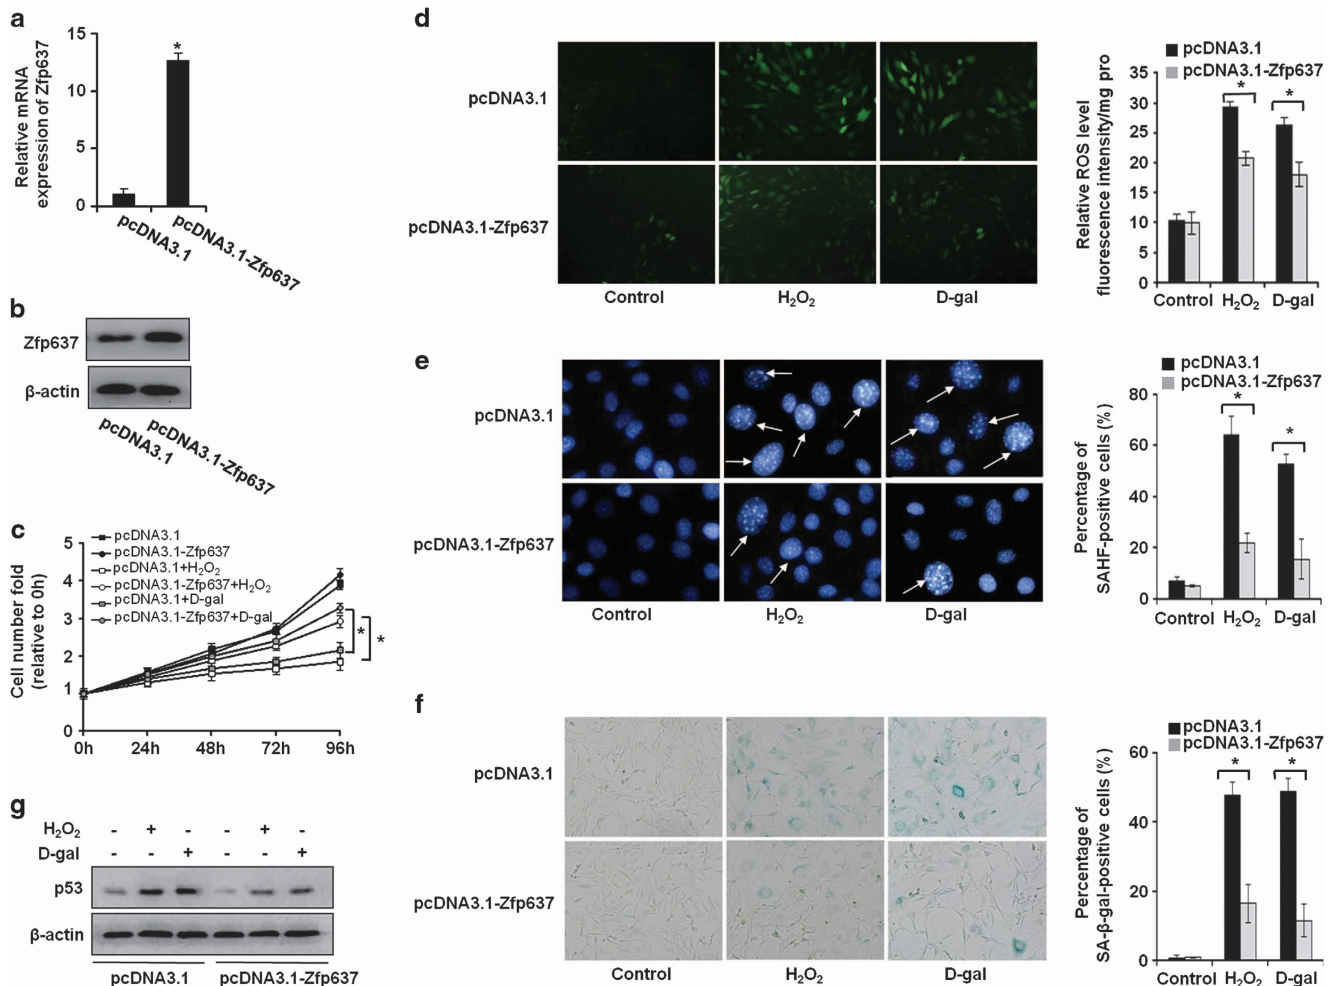 a
Relative mRNA
expression of Zfp637
15
10
5
0
*
pcDNA3.1
pcDNA3.1-Zfp637
b
Zfp637
β-actin
pcDNA3.1
pcDNA3.1-Zfp637
c
Cell number fold
(relative to 0h)
5
4
3
2
1
0
pcDNA3.1
pcDNA3.1-Zfp637
pcDNA3.1+H₂O₂
pcDNA3.1-Zfp637+H₂O₂
pcDNA3.1+D-gal
pcDNA3.1-Zfp637+D-gal
* *
0h 24h 48h 72h 96h
g
H₂O₂ - + - - + -
D-gal - - + - - +
p53
β-actin
pcDNA3.1 pcDNA3.1-Zfp637
d
pcDNA3.1
pcDNA3.1-Zfp637
Control H₂O₂ D-gal
pcDNA3.1
pcDNA3.1-Zfp637
Relative ROS level
fluorescence intensity/mg pro
35
30
25
20
15
10
5
0
* *
Control H₂O₂ D-gal
e
pcDNA3.1
pcDNA3.1-Zfp637
Control H₂O₂ D-gal
pcDNA3.1
pcDNA3.1-Zfp637
Percentage of
SAHF-positive cells (%)
80
60
40
20
0
* *
Control H₂O₂ D-gal
f
pcDNA3.1
pcDNA3.1-Zfp637
Control H₂O₂ D-gal
pcDNA3.1
pcDNA3.1-Zfp637
Percentage of
SA-β-gal-positive cells (%)
60
40
20
0
* *
Control H₂O₂ D-gal